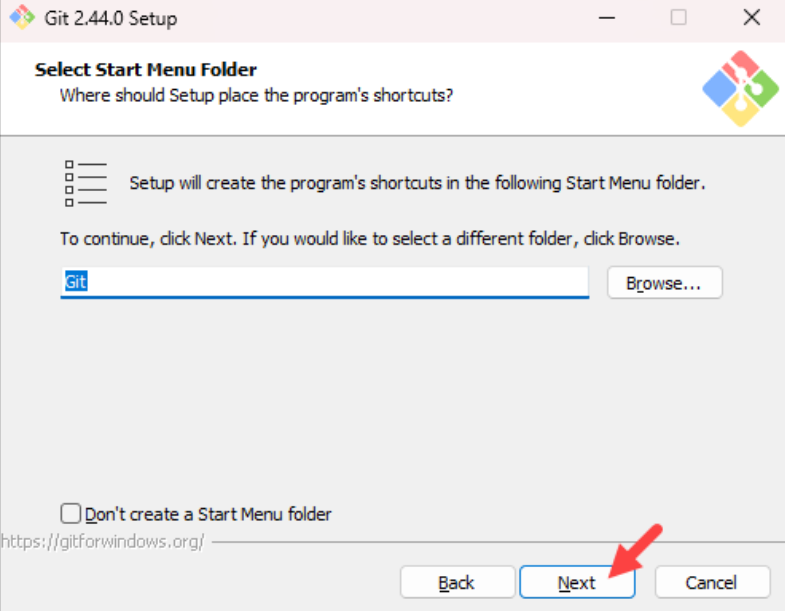 Git 2.44.0 Setup
Select Start Menu Folder
Where should Setup place the program's shortcuts?
Setup will create the program's shortcuts in the following Start Menu folder.
To continue, click Next. If you would like to select a different folder, click Browse.
Git
Browse...
Don't create a Start Menu folder
https://gitforwindows.org/
Back
Next
Cancel